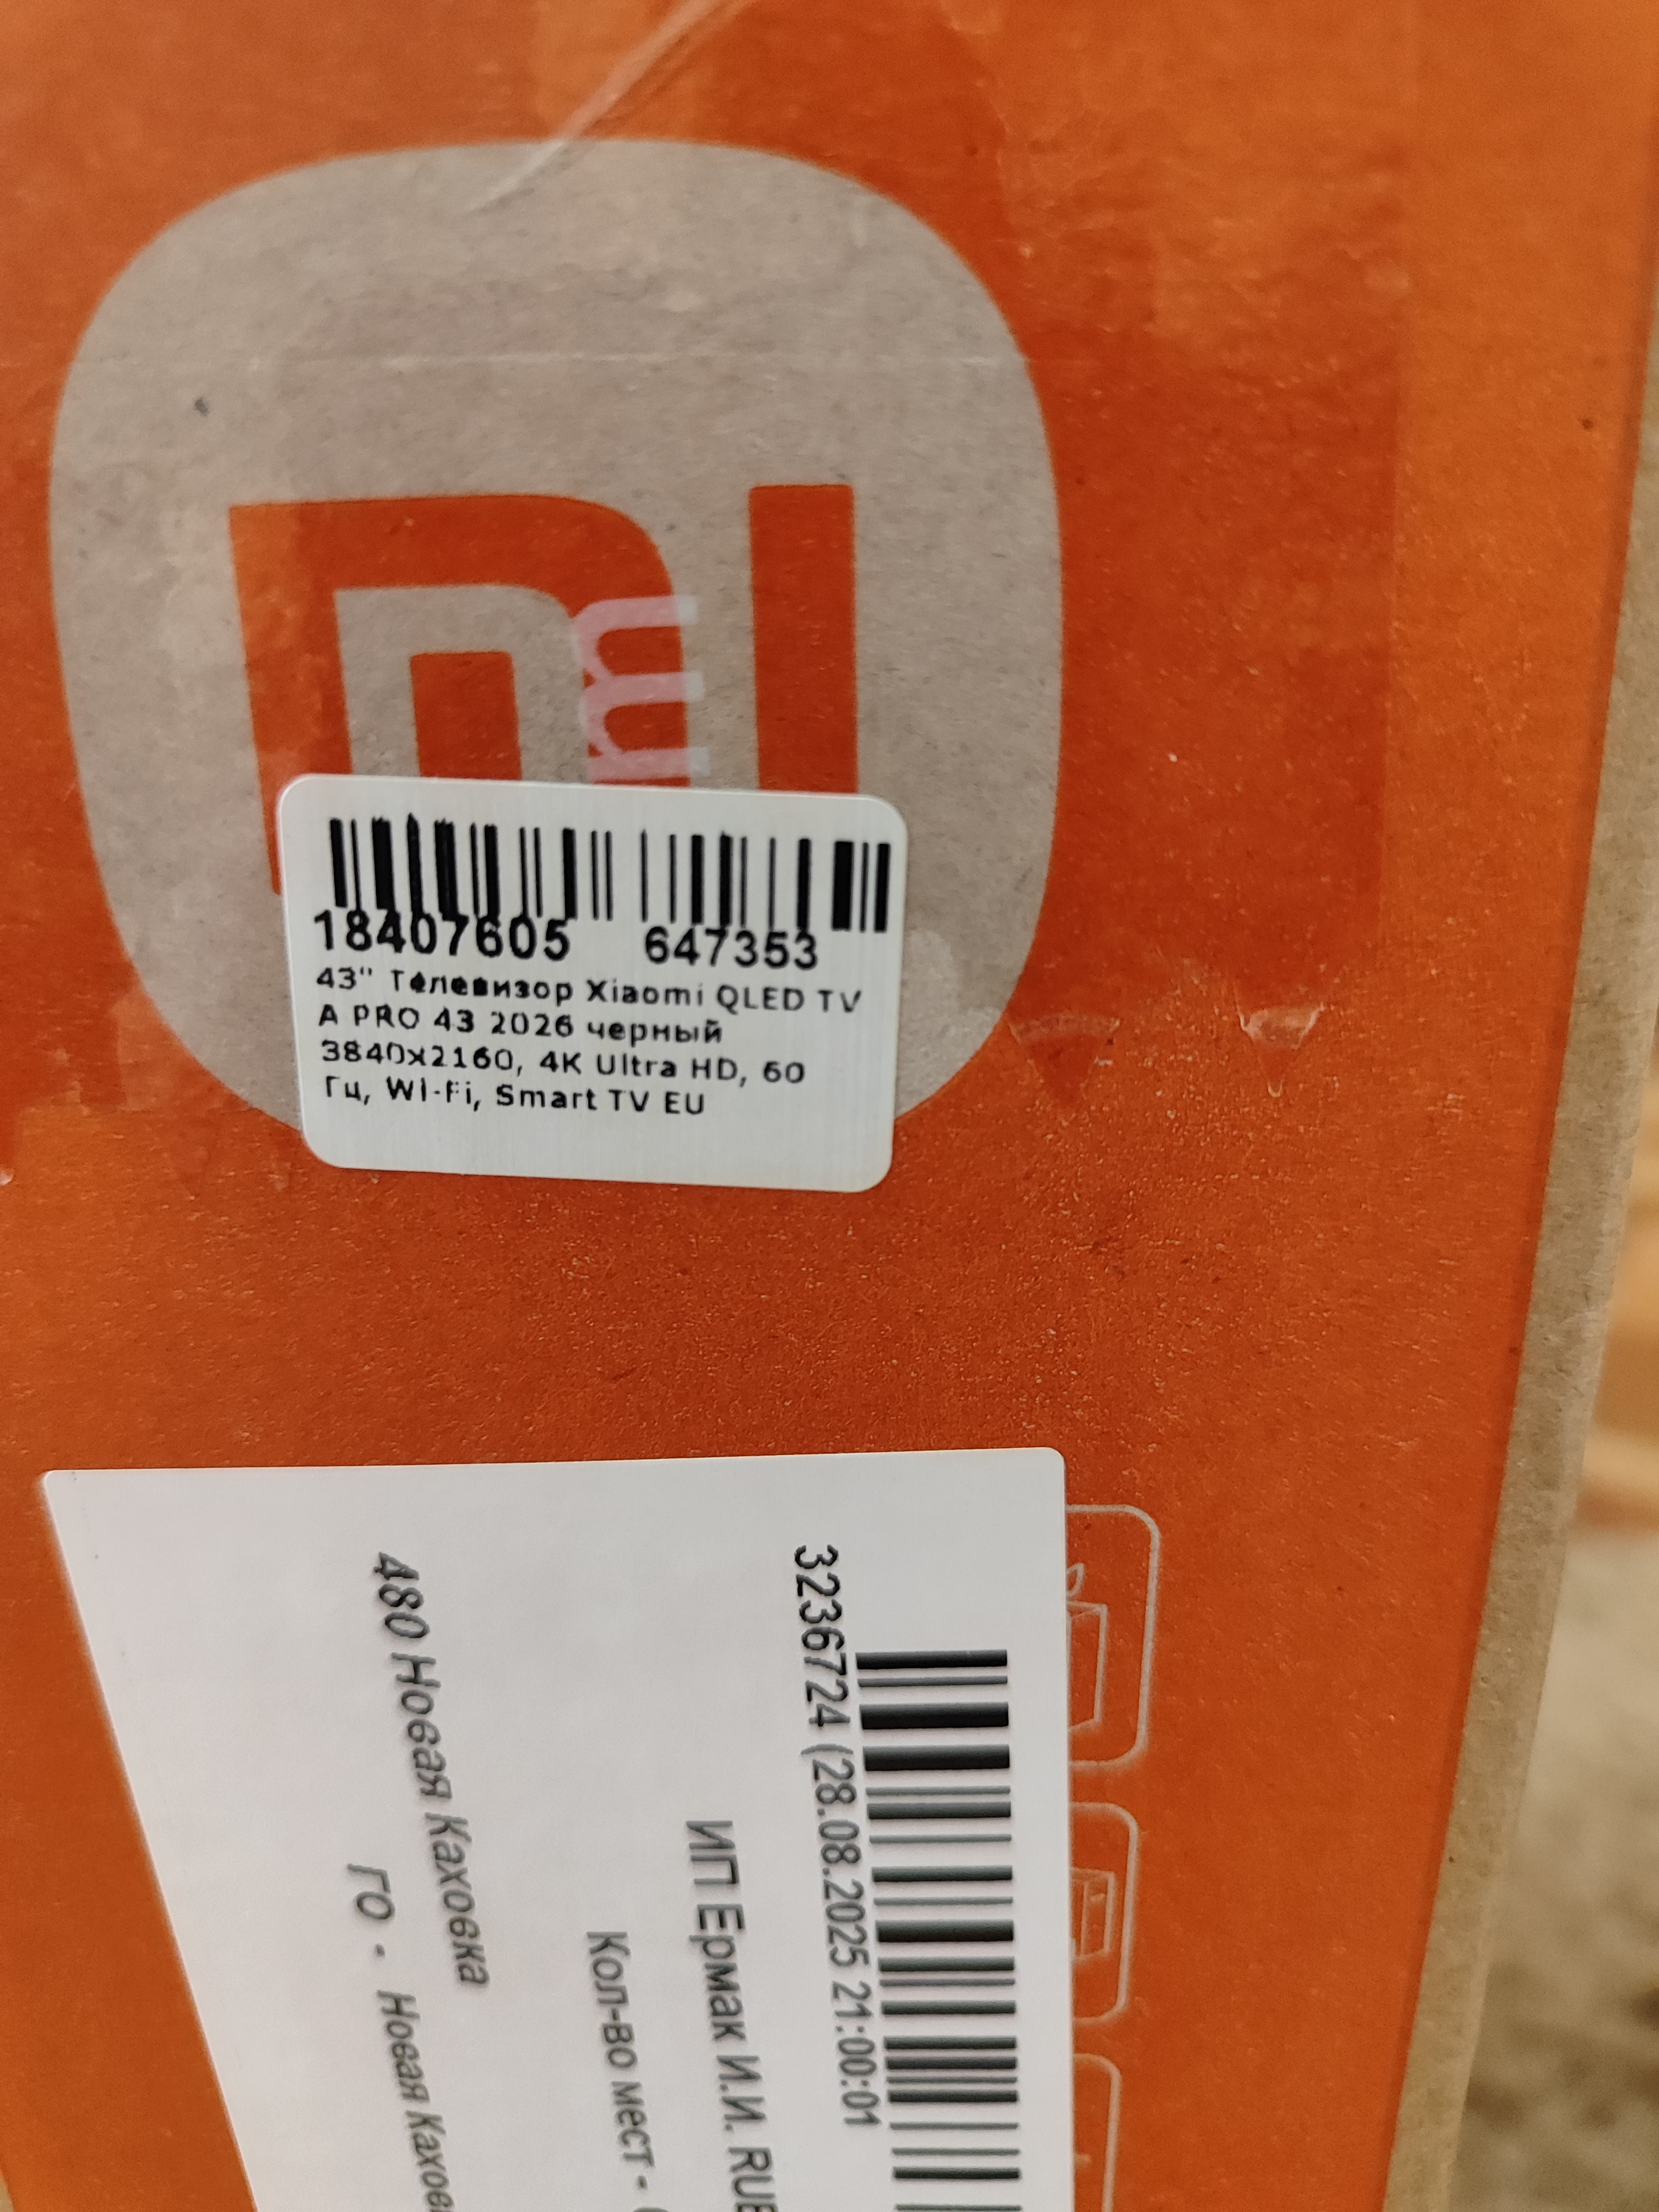 18407605 647353
43" Телевизор Xiaomi QLED TV
A PRO 43 2026 черный
3840x2160, 4K Ultra HD, 60
Гц, Wi-Fi, Smart TV EU
3236724 (28.08.2025 21:00:01
ИП Ермак И.И.
Кол-во мест -
480 Новая Каховка
ГО - Новая